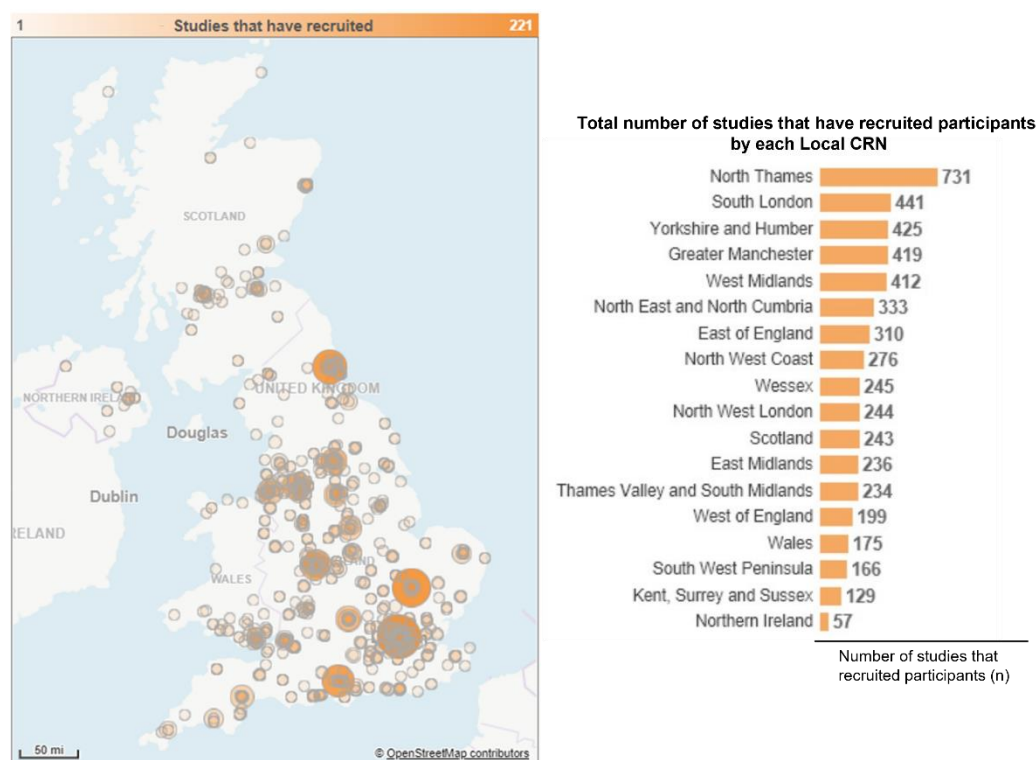 1 Studies that have recruited 221
SCOTLAND
NORTHERN IRELAND
UNITED KINGDOM
Douglas
Dublin
RELAND
WALES
50 mi
© OpenStreetMap contributors
Total number of studies that have recruited participants
by each Local CRN
North Thames 731
South London 441
Yorkshire and Humber 425
Greater Manchester 419
West Midlands 412
North East and North Cumbria 333
East of England 310
North West Coast 276
Wessex 245
North West London 244
Scotland 243
East Midlands 236
Thames Valley and South Midlands 234
West of England 199
Wales 175
South West Peninsula 166
Kent, Surrey and Sussex 129
Northern Ireland 57
Number of studies that
recruited participants (n)